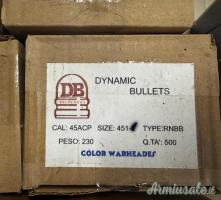 DB
DYNAMIC
BULLETS
CAL: 45ACP SIZE: 451 TYPE:RNBB
PESO: 230 Q.TA': 500
COLOR WARHEADES
Armiusate.it